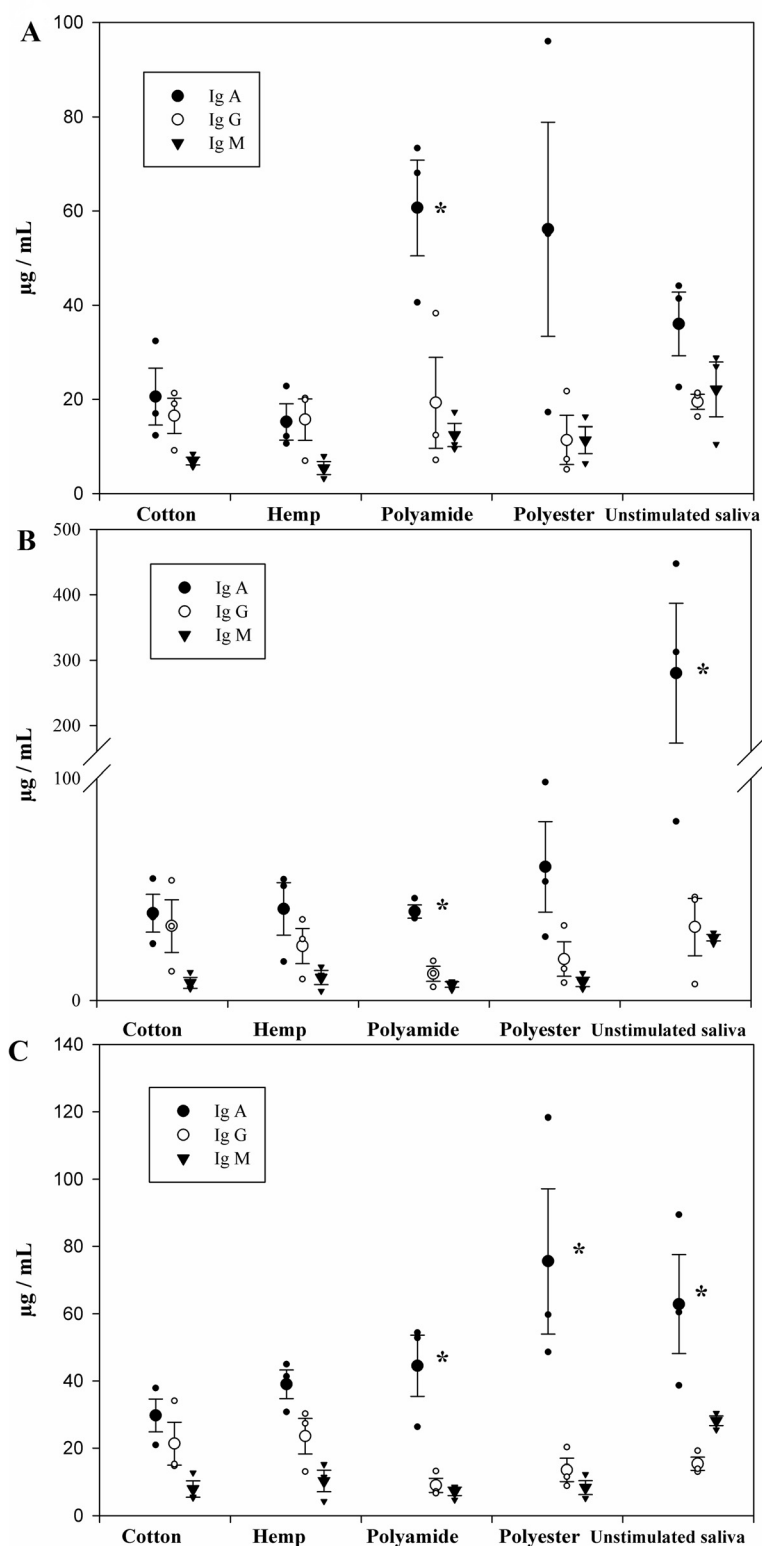 A
100
80
60
40
20
0
µg / mL
Ig A
Ig G
Ig M
*
Cotton Hemp Polyamide Polyester Unstimulated saliva
B
500
400
300
200
100
0
µg / mL
Ig A
Ig G
Ig M
*
*
Cotton Hemp Polyamide Polyester Unstimulated saliva
C
140
120
100
80
60
40
20
0
µg / mL
Ig A
Ig G
Ig M
*
*
*
Cotton Hemp Polyamide Polyester Unstimulated saliva